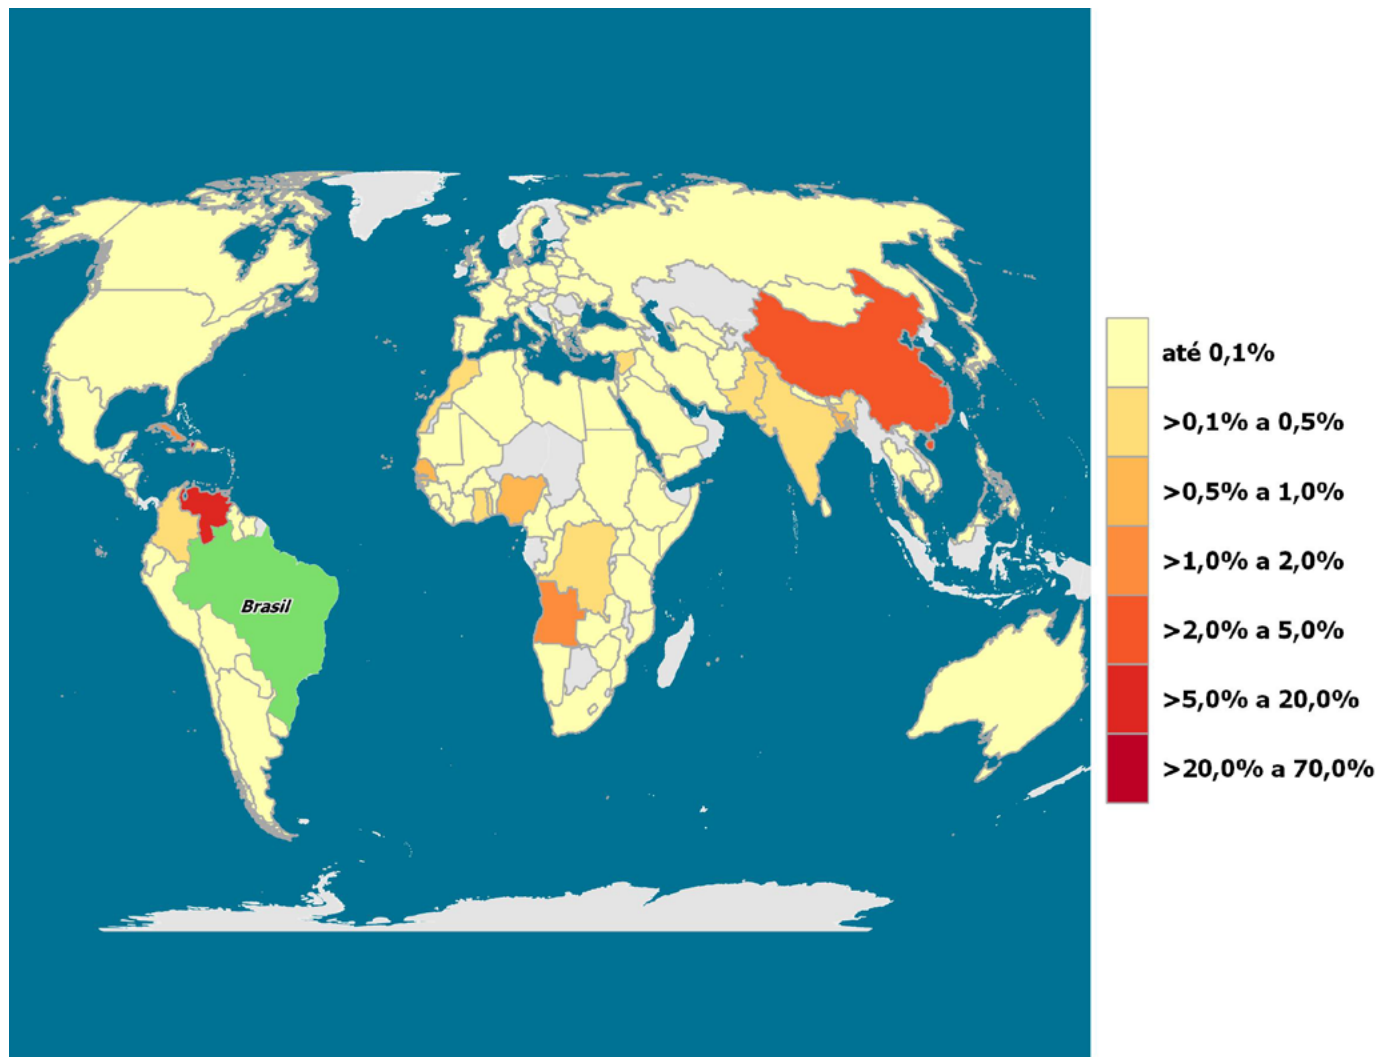 Brasil
até 0,1%
>0,1% a 0,5%
>0,5% a 1,0%
>1,0% a 2,0%
>2,0% a 5,0%
>5,0% a 20,0%
>20,0% a 70,0%